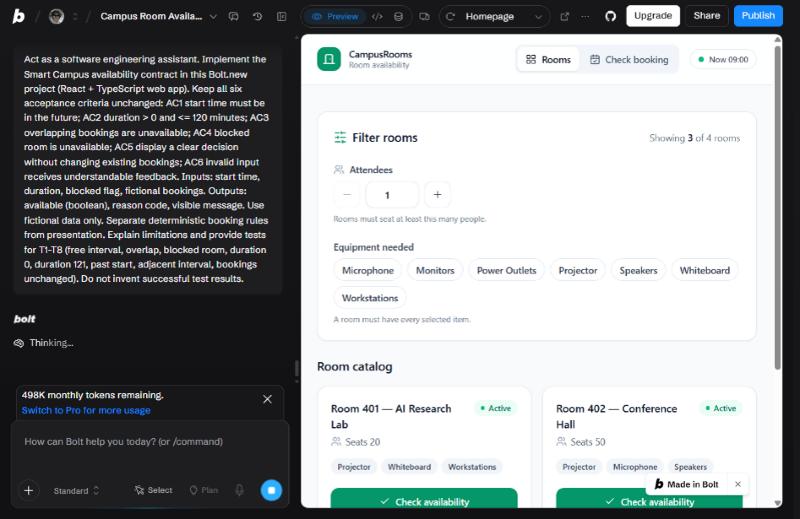 b / / Campus Room Availa...
Preview
Homepage
Upgrade
Share
Publish
Act as a software engineering assistant. Implement the
Smart Campus availability contract in this Bolt.new
project (React + TypeScript web app). Keep all six
acceptance criteria unchanged: AC1 start time must be
in the future; AC2 duration > 0 and <= 120 minutes; AC3
overlapping bookings are unavailable; AC4 blocked
room is unavailable; AC5 display a clear decision
without changing existing bookings; AC6 invalid input
receives understandable feedback. Inputs: start time,
duration, blocked flag, fictional bookings. Outputs:
available (boolean), reason code, visible message. Use
fictional data only. Separate deterministic booking rules
from presentation. Explain limitations and provide tests
for T1-T8 (free interval, overlap, blocked room, duration
0, duration 121, past start, adjacent interval, bookings
unchanged). Do not invent successful test results.
bolt
Thinking...
498K monthly tokens remaining.
Switch to Pro for more usage
How can Bolt help you today? (or /command)
Standard
Select
Plan
CampusRooms
Room availability
Rooms
Check booking
Now 09:00
Filter rooms
Showing 3 of 4 rooms
Attendees
1
Rooms must seat at least this many people.
Equipment needed
Microphone
Monitors
Power Outlets
Projector
Speakers
Whiteboard
Workstations
A room must have every selected item.
Room catalog
Room 401 — AI Research
Lab
Active
Seats 20
Projector
Whiteboard
Workstations
Check availability
Room 402 — Conference
Hall
Active
Seats 50
Projector
Microphone
Speakers
Check availability
b Made in Bolt